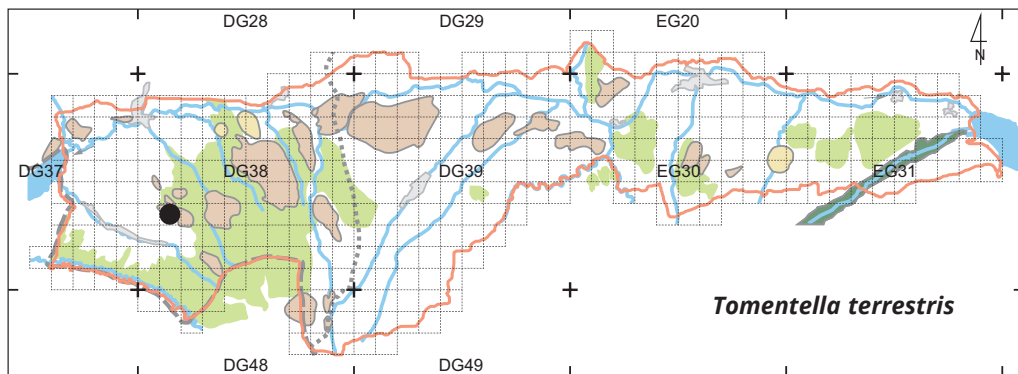 DG28 DG29 EG20
N
DG37 DG38 DG39 EG30 EG31
Tomentella terrestris
DG48 DG49